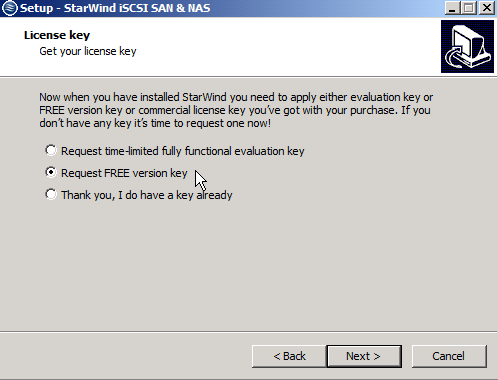 Setup - StarWind iSCSI SAN & NAS
License key
Get your license key
Now when you have installed StarWind you need to apply either evaluation key or
FREE version key or commercial license key you've got with your purchase. If you
don't have any key it's time to request one now!
Request time-limited fully functional evaluation key
Request FREE version key
Thank you, I do have a key already
< Back Next > Cancel